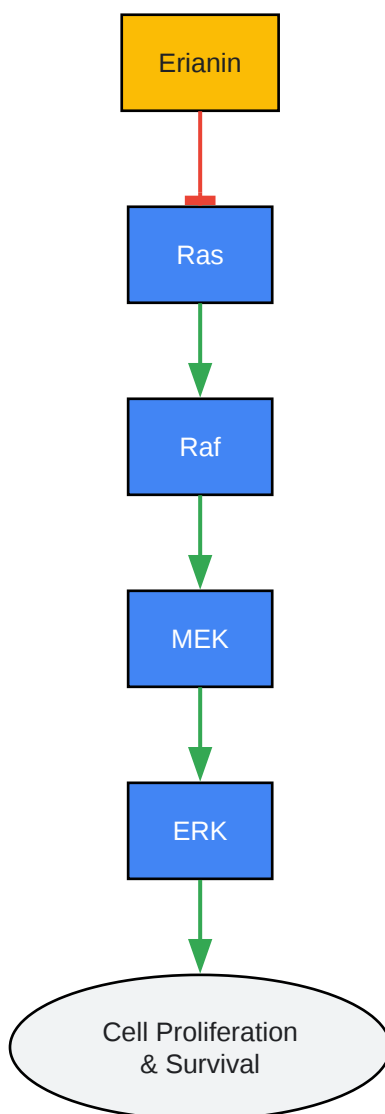 Erianin
Ras
Raf
MEK
ERK
Cell Proliferation
& Survival